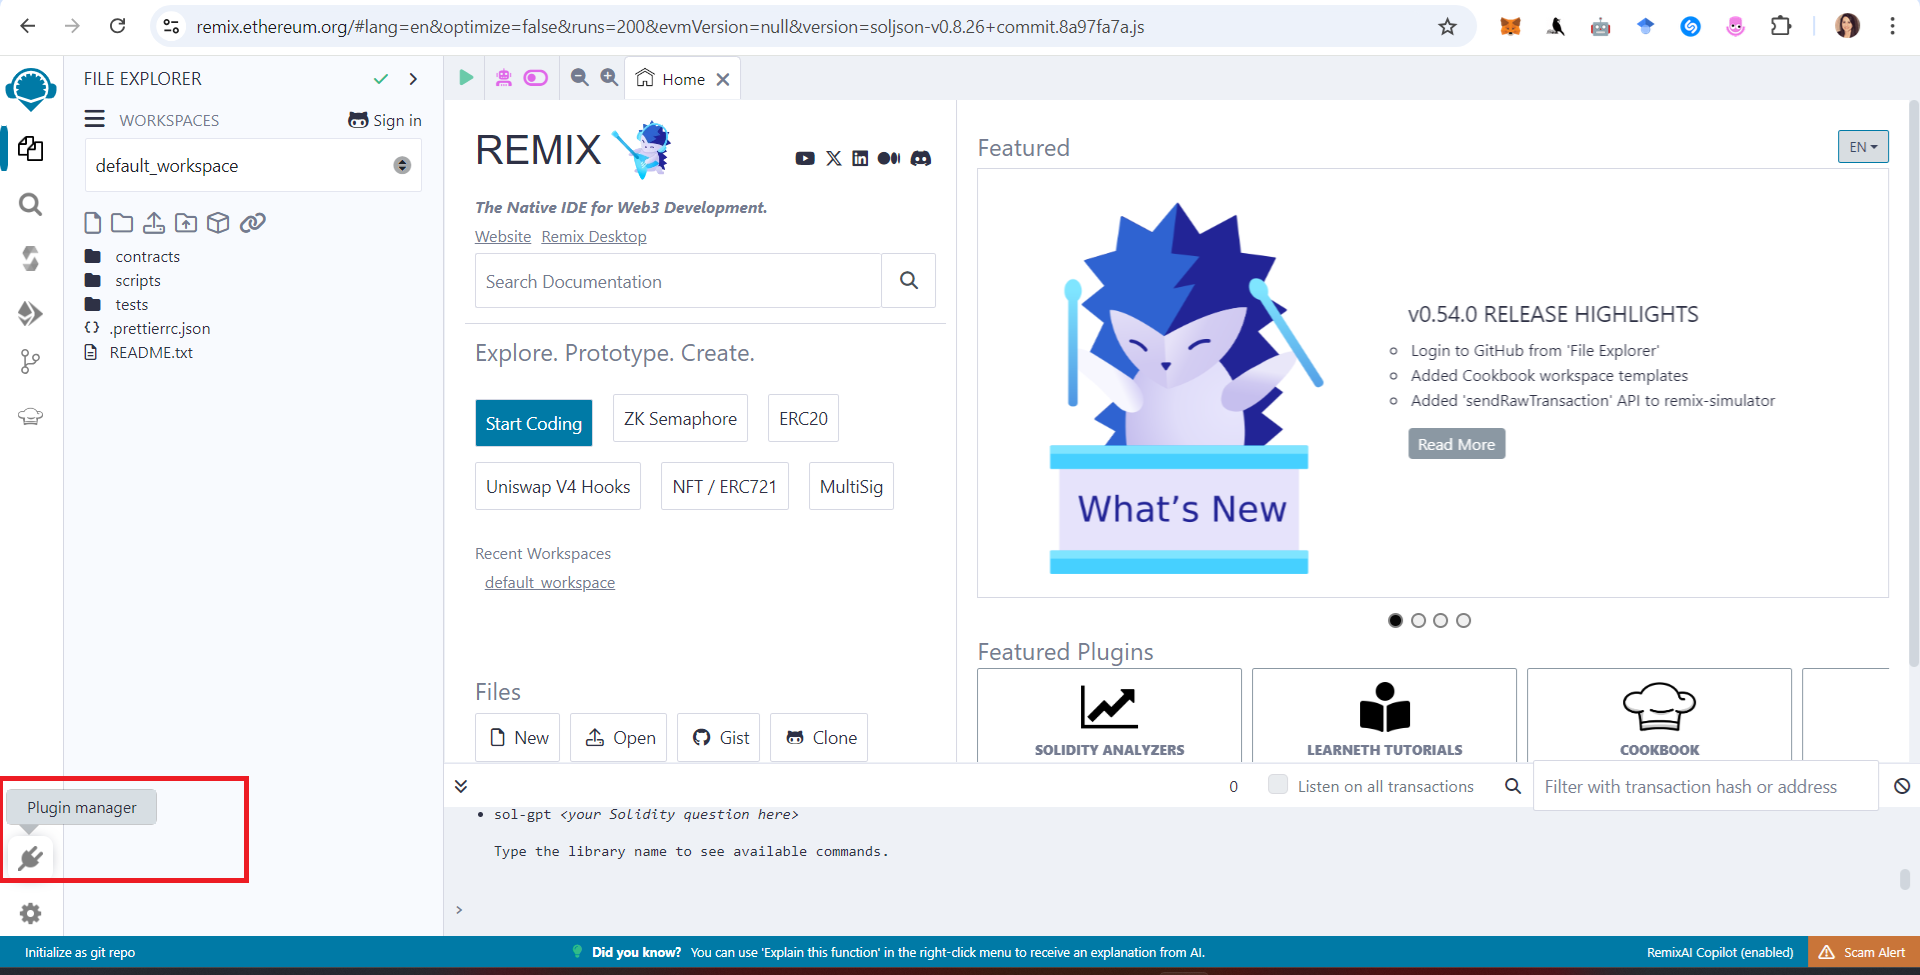 remix.ethereum.org/#lang=en&optimize=false&runs=200&evmVersion=null&version=soljson-v0.8.26+commit.8a97fa7a.js
FILE EXPLORER
WORKSPACES
Sign in
default_workspace
contracts
scripts
tests
.prettierrc.json
README.txt
Plugin manager
Home
REMIX
The Native IDE for Web3 Development.
Website Remix Desktop
Search Documentation
Explore. Prototype. Create.
Start Coding
ZK Semaphore
ERC20
Uniswap V4 Hooks
NFT / ERC721
MultiSig
Recent Workspaces
default_workspace
Files
New
Open
Gist
Clone
Featured
EN
What's New
v0.54.0 RELEASE HIGHLIGHTS
Login to GitHub from 'File Explorer'
Added Cookbook workspace templates
Added 'sendRawTransaction' API to remix-simulator
Read More
Featured Plugins
SOLIDITY ANALYZERS
LEARNETH TUTORIALS
COOKBOOK
0
Listen on all transactions
Filter with transaction hash or address
• sol-gpt <your Solidity question here>
Type the library name to see available commands.
>
Initialize as git repo
Did you know? You can use 'Explain this function' in the right-click menu to receive an explanation from AI.
RemixAI Copilot (enabled)
Scam Alert